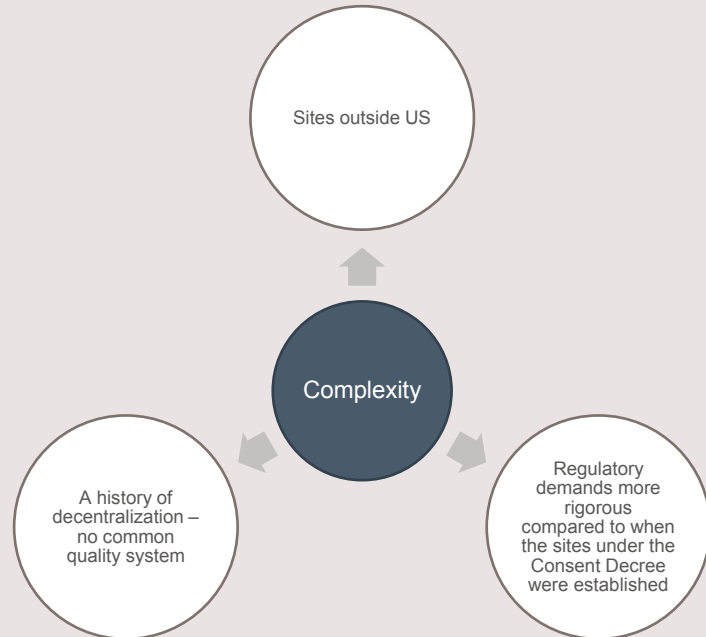 Sites outside US
Complexity
A history of
decentralization –
no common
quality system
Regulatory
demands more
rigorous
compared to when
the sites under the
Consent Decree
were established